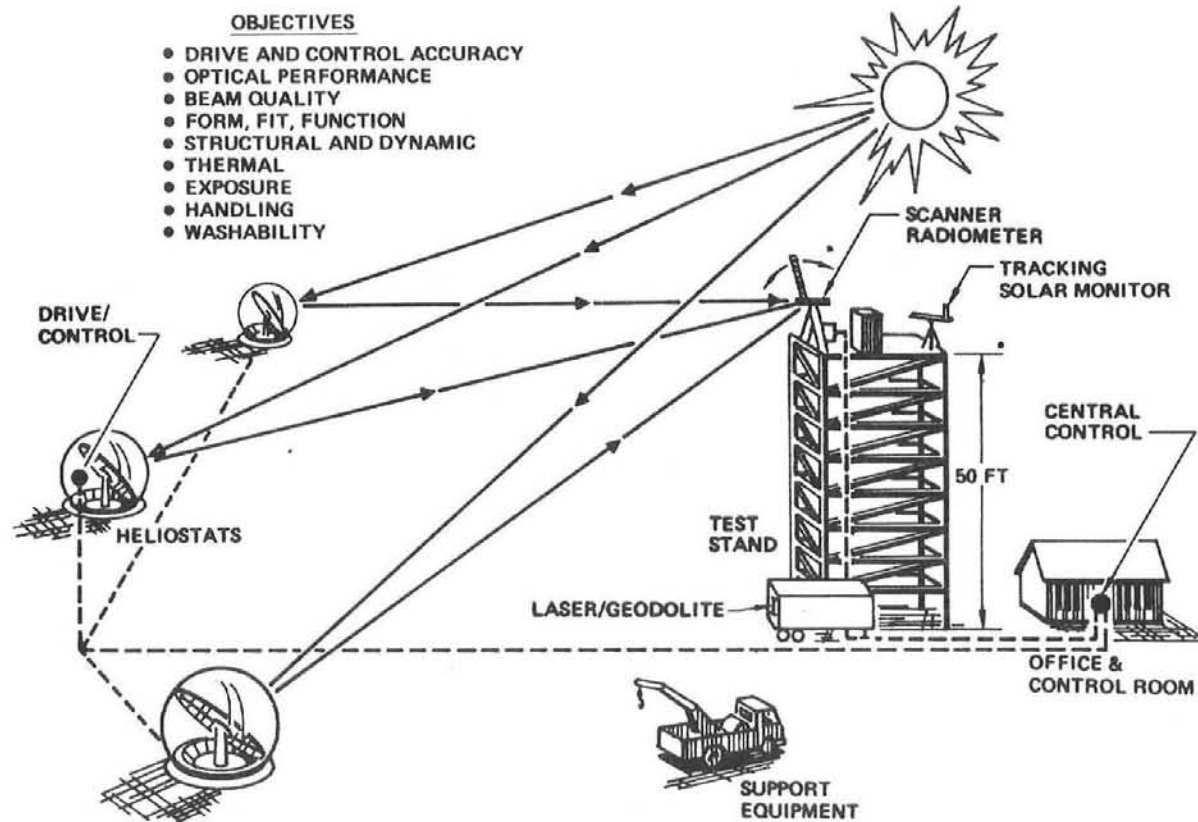 OBJECTIVES
● DRIVE AND CONTROL ACCURACY
● OPTICAL PERFORMANCE
● BEAM QUALITY
● FORM, FIT, FUNCTION
● STRUCTURAL AND DYNAMIC
● THERMAL
● EXPOSURE
● HANDLING
● WASHABILITY
SCANNER
RADIOMETER
TRACKING
SOLAR MONITOR
DRIVE/
CONTROL
CENTRAL
CONTROL
50 FT
HELIOSTATS
TEST
STAND
LASER/GEODOLITE
OFFICE &
CONTROL ROOM
SUPPORT
EQUIPMENT